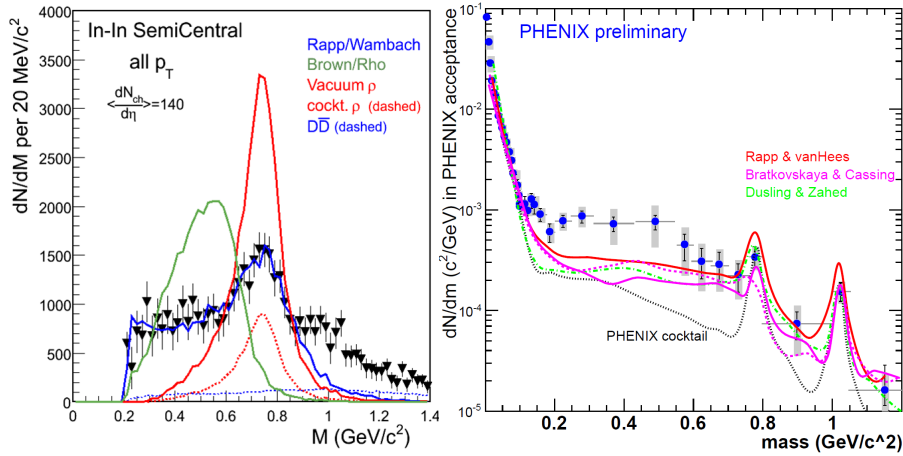 In-In SemiCentral
all pT
<dNch/dη>=140
Rapp/Wambach
Brown/Rho
Vacuum ρ
cockt. ρ (dashed)
DD̅ (dashed)
dN/dM per 20 MeV/c²
4000
3500
3000
2500
2000
1500
1000
500
0
0 0.2 0.4 0.6 0.8 1 1.2 1.4
M (GeV/c²)
PHENIX preliminary
Rapp & vanHees
Bratkovskaya & Cassing
Dusling & Zahed
PHENIX cocktail
dN/dm (c²/GeV) in PHENIX acceptance
10⁻¹
10⁻²
10⁻³
10⁻⁴
10⁻⁵
0.2 0.4 0.6 0.8 1
mass (GeV/c^2)